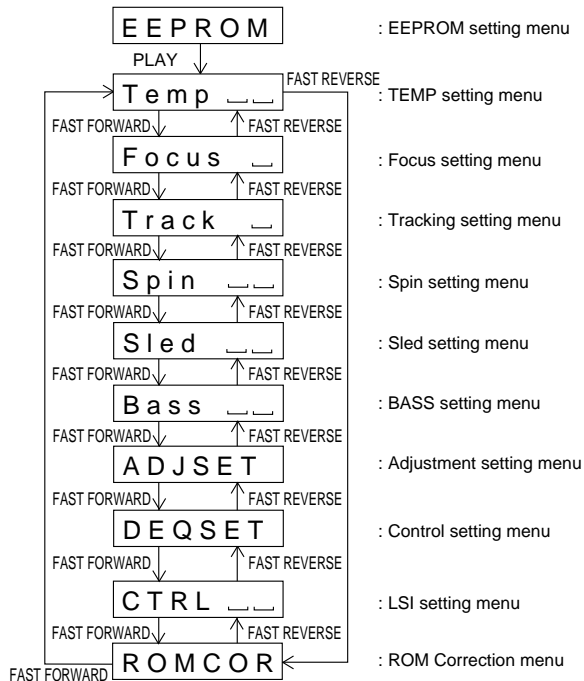 EEPROM : EEPROM setting menu
PLAY
FAST REVERSE
Temp ⎵⎵ : TEMP setting menu
FAST FORWARD FAST REVERSE
Focus ⎵ : Focus setting menu
FAST FORWARD FAST REVERSE
Track ⎵ : Tracking setting menu
FAST FORWARD FAST REVERSE
Spin ⎵⎵ : Spin setting menu
FAST FORWARD FAST REVERSE
Sled ⎵⎵ : Sled setting menu
FAST FORWARD FAST REVERSE
Bass ⎵⎵ : BASS setting menu
FAST FORWARD FAST REVERSE
ADJSET : Adjustment setting menu
FAST FORWARD FAST REVERSE
DEQSET : Control setting menu
FAST FORWARD FAST REVERSE
CTRL ⎵⎵ : LSI setting menu
FAST FORWARD FAST REVERSE
ROMCOR : ROM Correction menu
FAST FORWARD